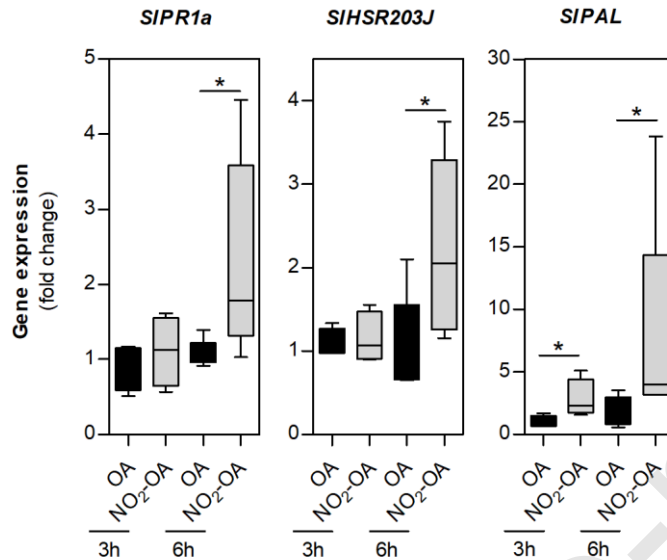 SlPR1a
SlHSR203J
SlPAL
Gene expression
(fold change)
5
4
3
2
1
0
*
OA
NO₂-OA
OA
NO₂-OA
3h
6h
4
3
2
1
0
*
OA
NO₂-OA
OA
NO₂-OA
3h
6h
30
25
20
15
10
5
0
*
*
OA
NO₂-OA
OA
NO₂-OA
3h
6h